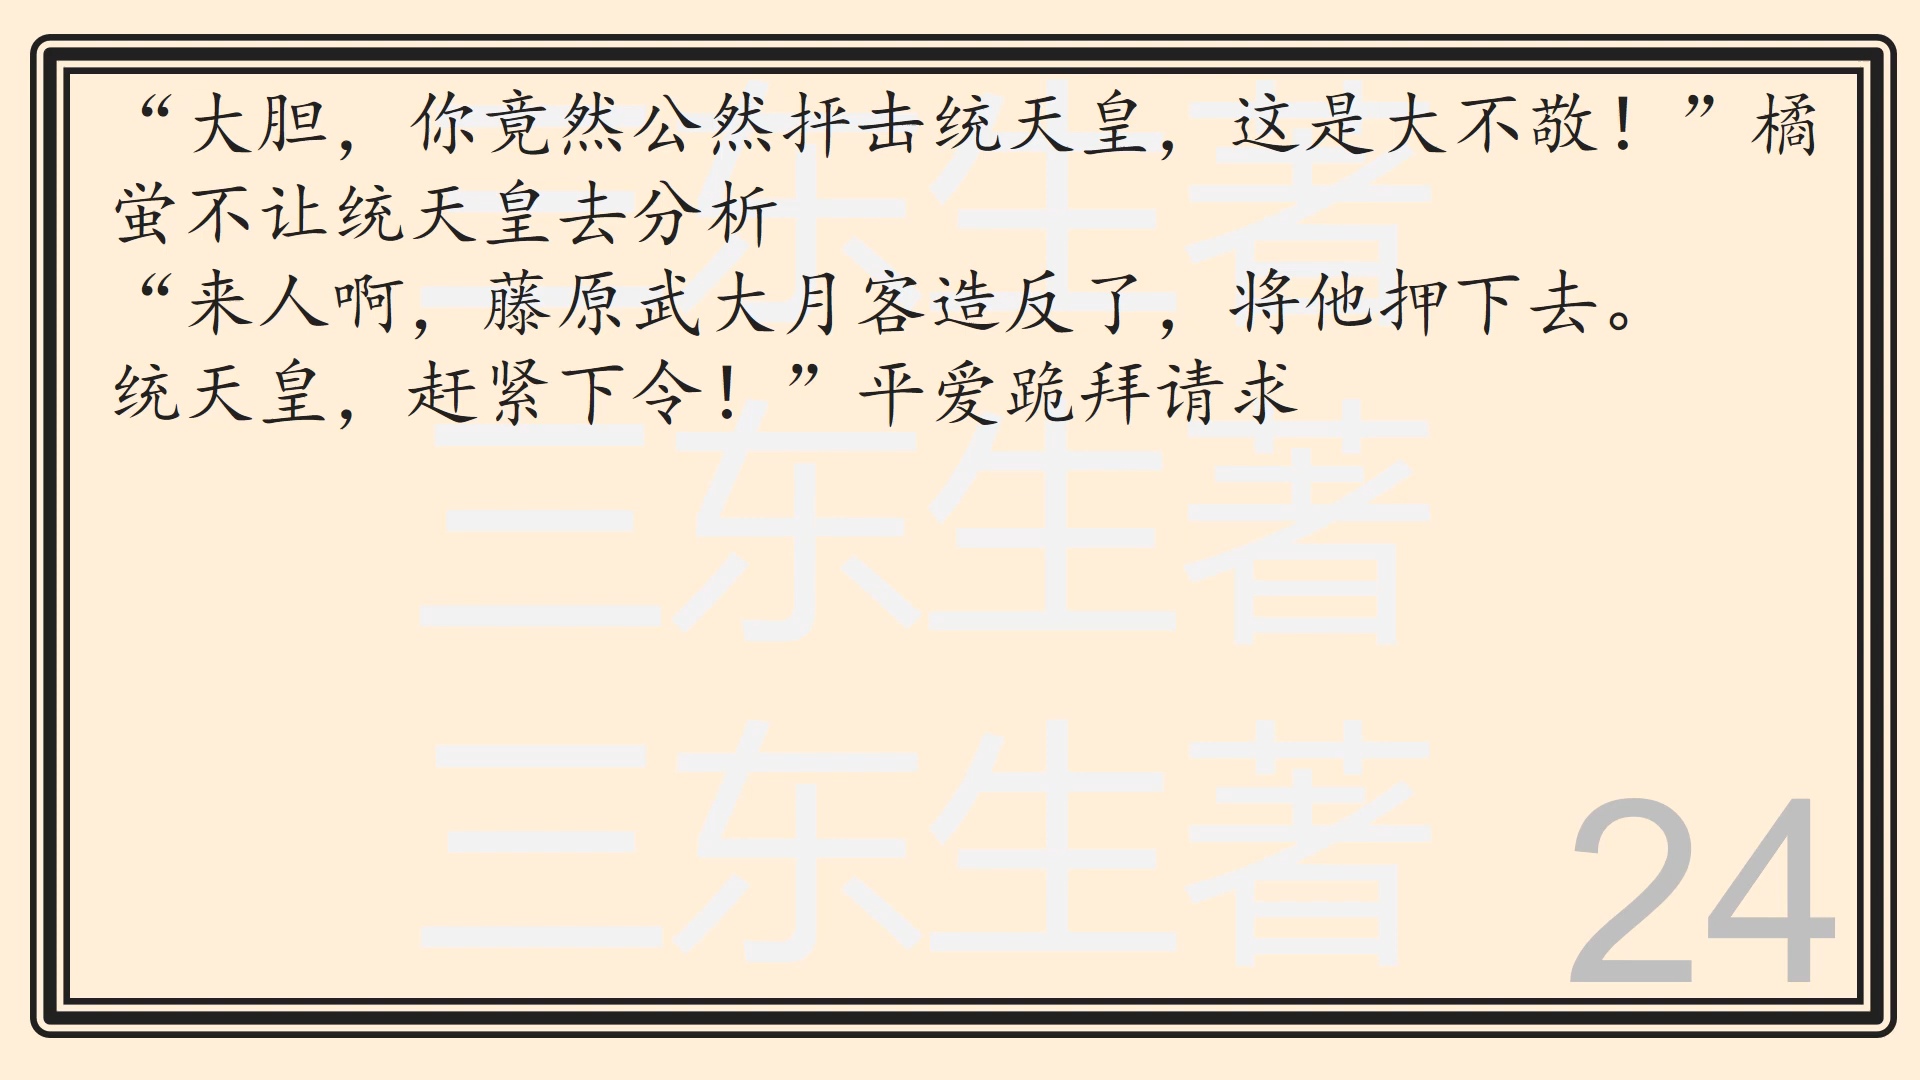 “大胆，你竟然公然抨击统天皇，这是大不敬！”橘
萤不让统天皇去分析
“来人啊，藤原武大月客造反了，将他押下去。
统天皇，赶紧下令！”平爱跪拜请求
三东生著
三东生著
三东生著
24